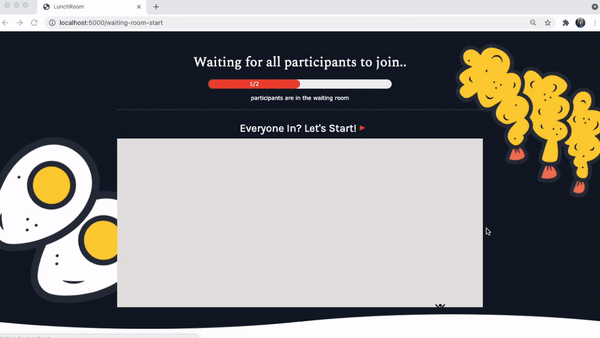 LunchRoom
localhost:5000/waiting-room-start
Waiting for all participants to join..
1/2
participants are in the waiting room
Everyone In? Let's Start!